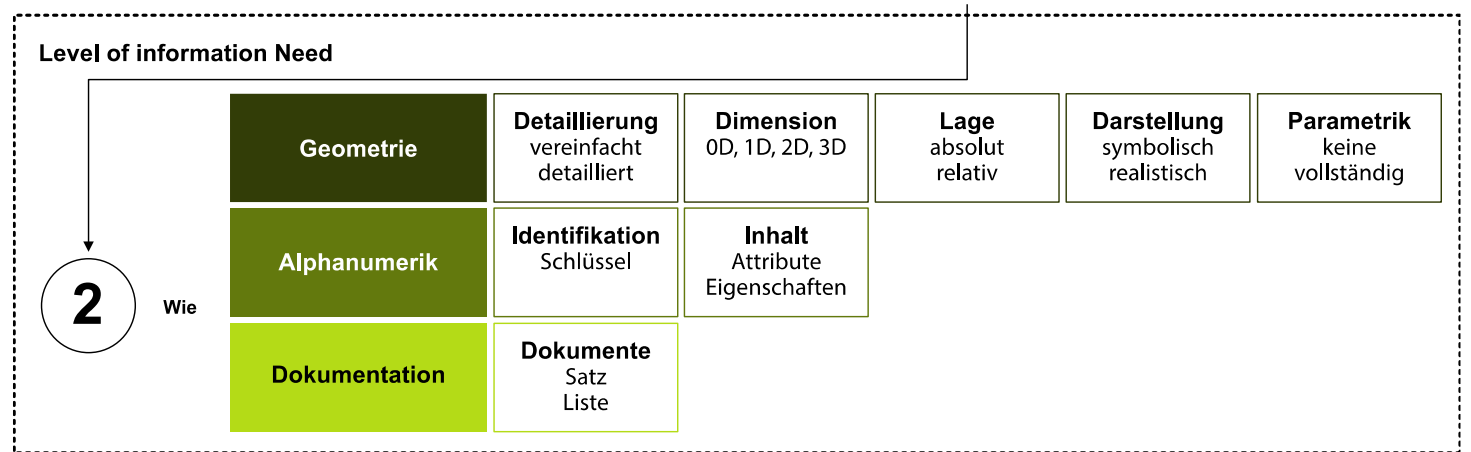 Level of information Need
Geometrie
Detaillierung
vereinfacht
detailliert
Dimension
0D, 1D, 2D, 3D
Lage
absolut
relativ
Darstellung
symbolisch
realistisch
Parametrik
keine
vollständig
2
Wie
Alphanumerik
Identifikation
Schlüssel
Inhalt
Attribute
Eigenschaften
Dokumentation
Dokumente
Satz
Liste